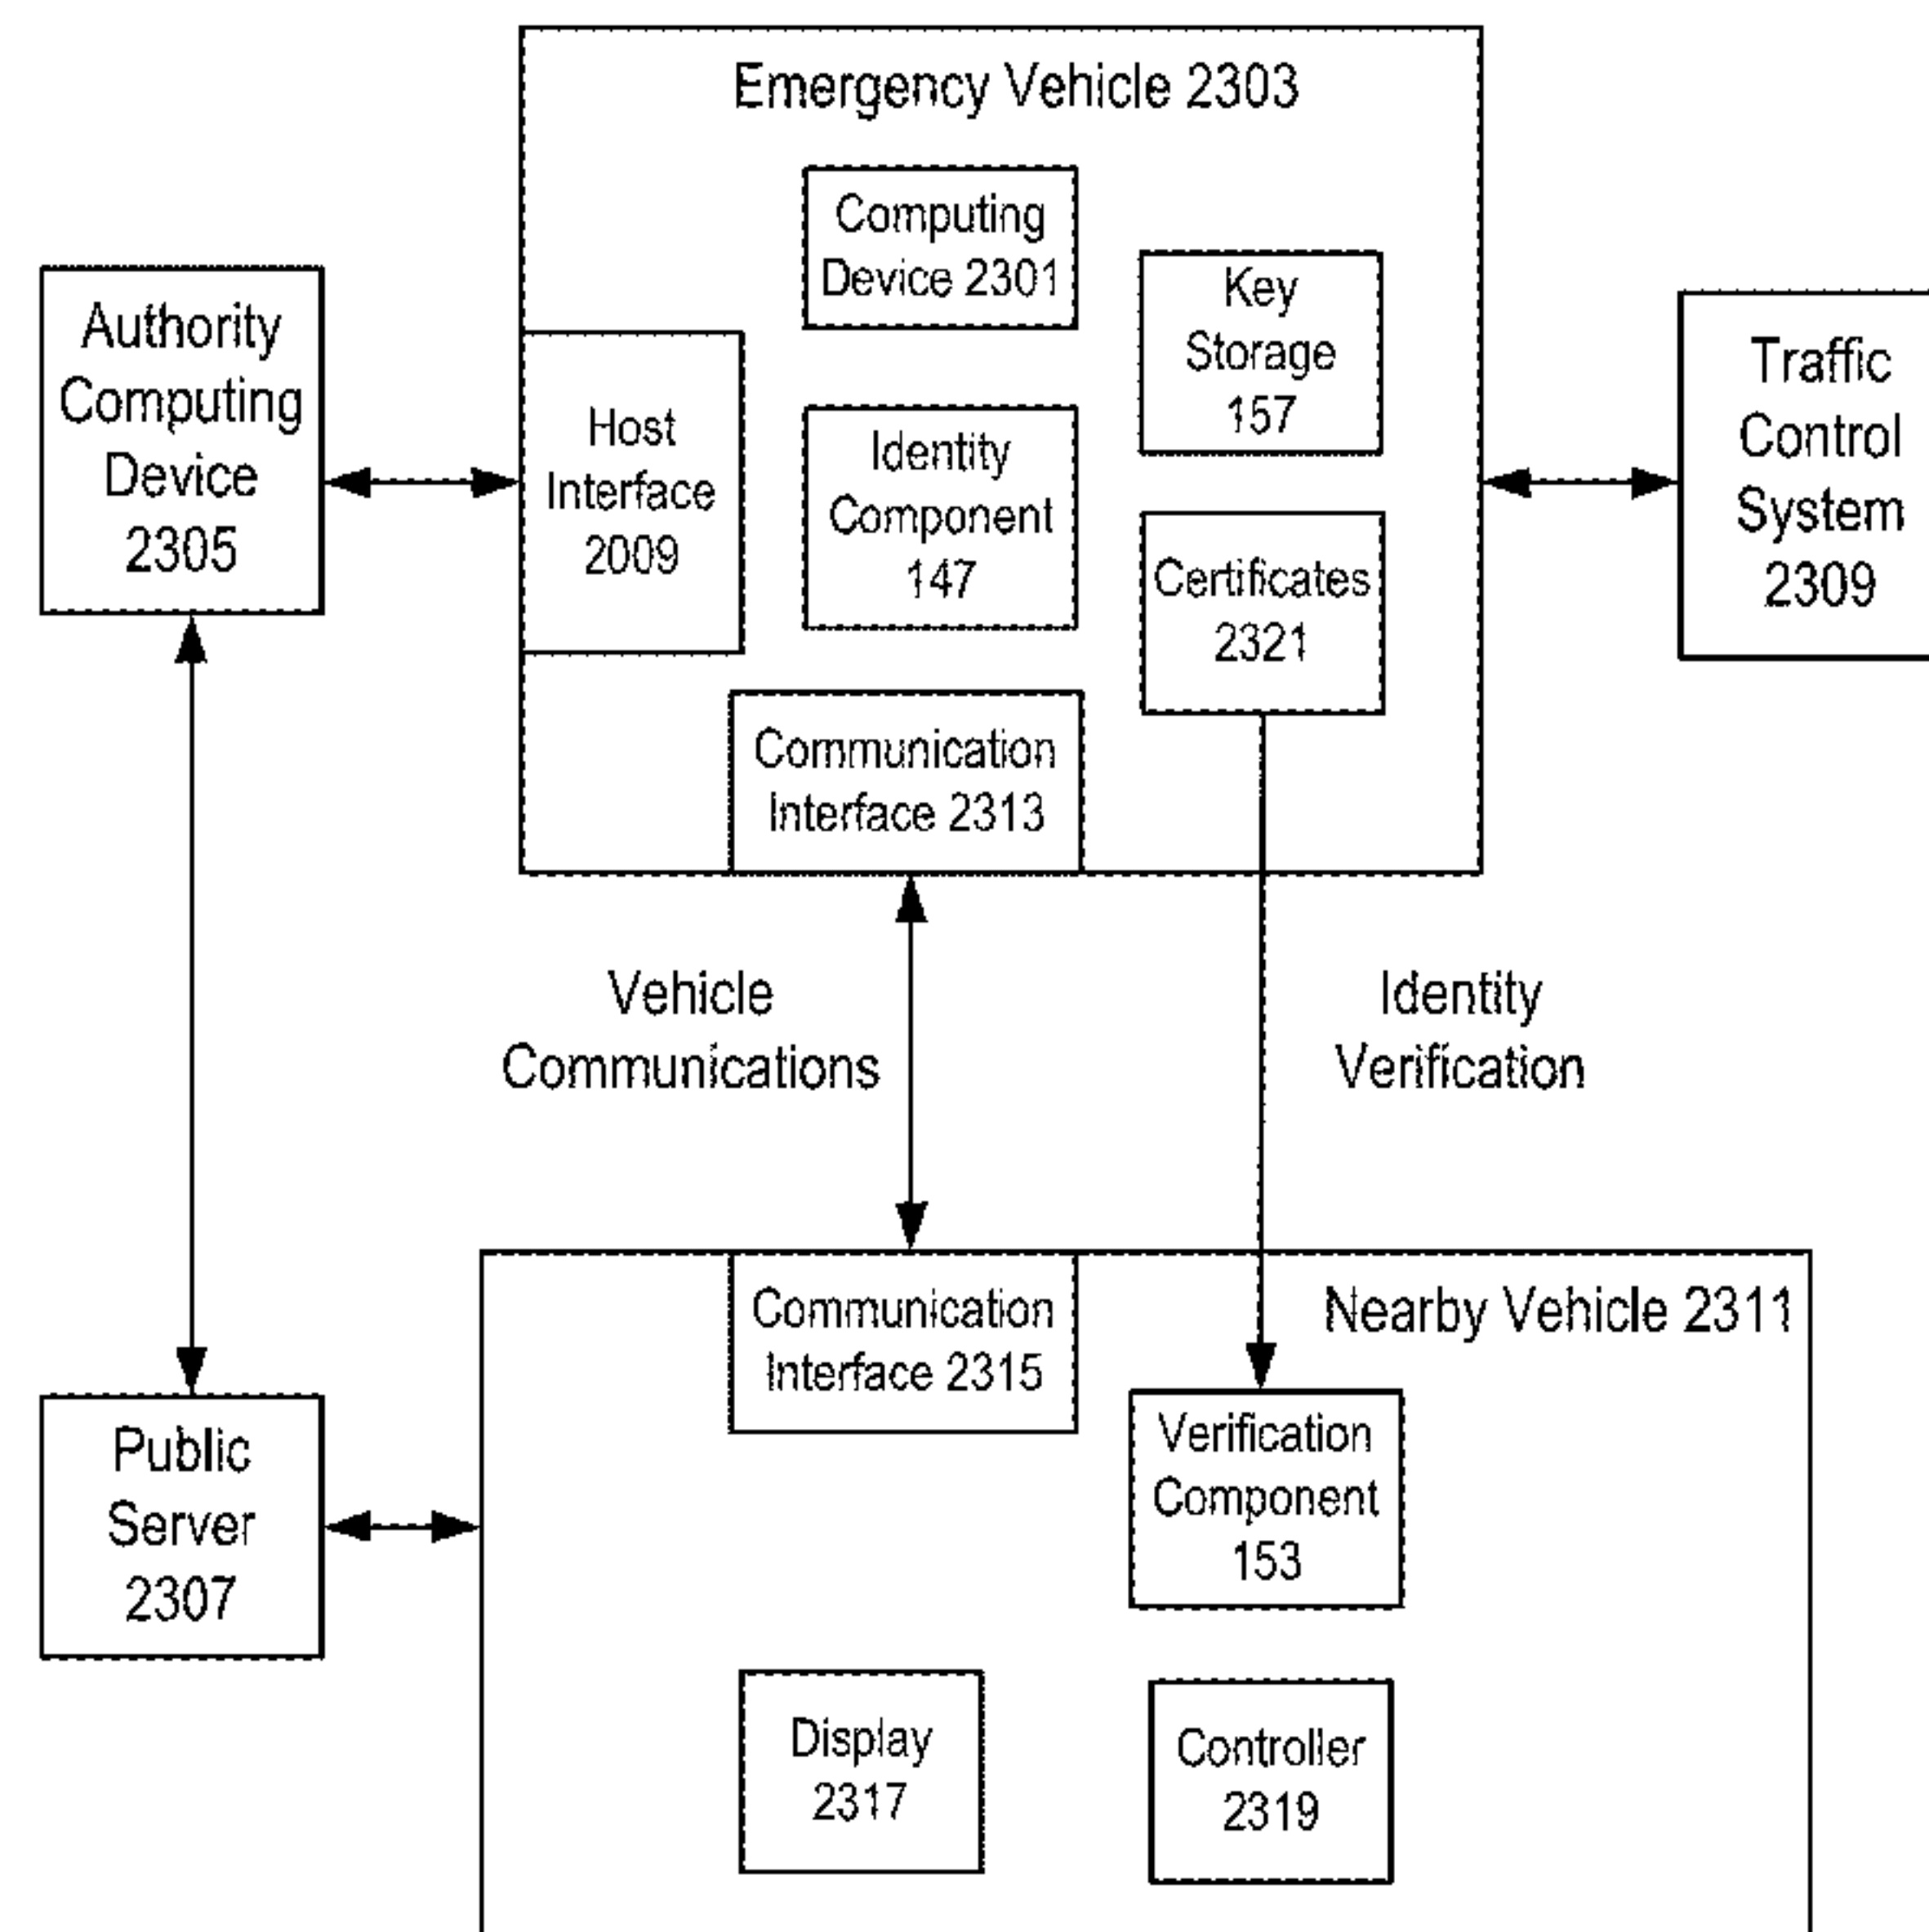 Emergency Vehicle 2303
Computing
Device 2301
Key
Storage
157
Authority
Computing
Device
2305
Host
Interface
2009
Identity
Component
147
Certificates
2321
Traffic
Control
System
2309
Communication
Interface 2313
Vehicle
Communications
Identity
Verification
Communication
Interface 2315
Nearby Vehicle 2311
Public
Server
2307
Verification
Component
153
Display
2317
Controller
2319